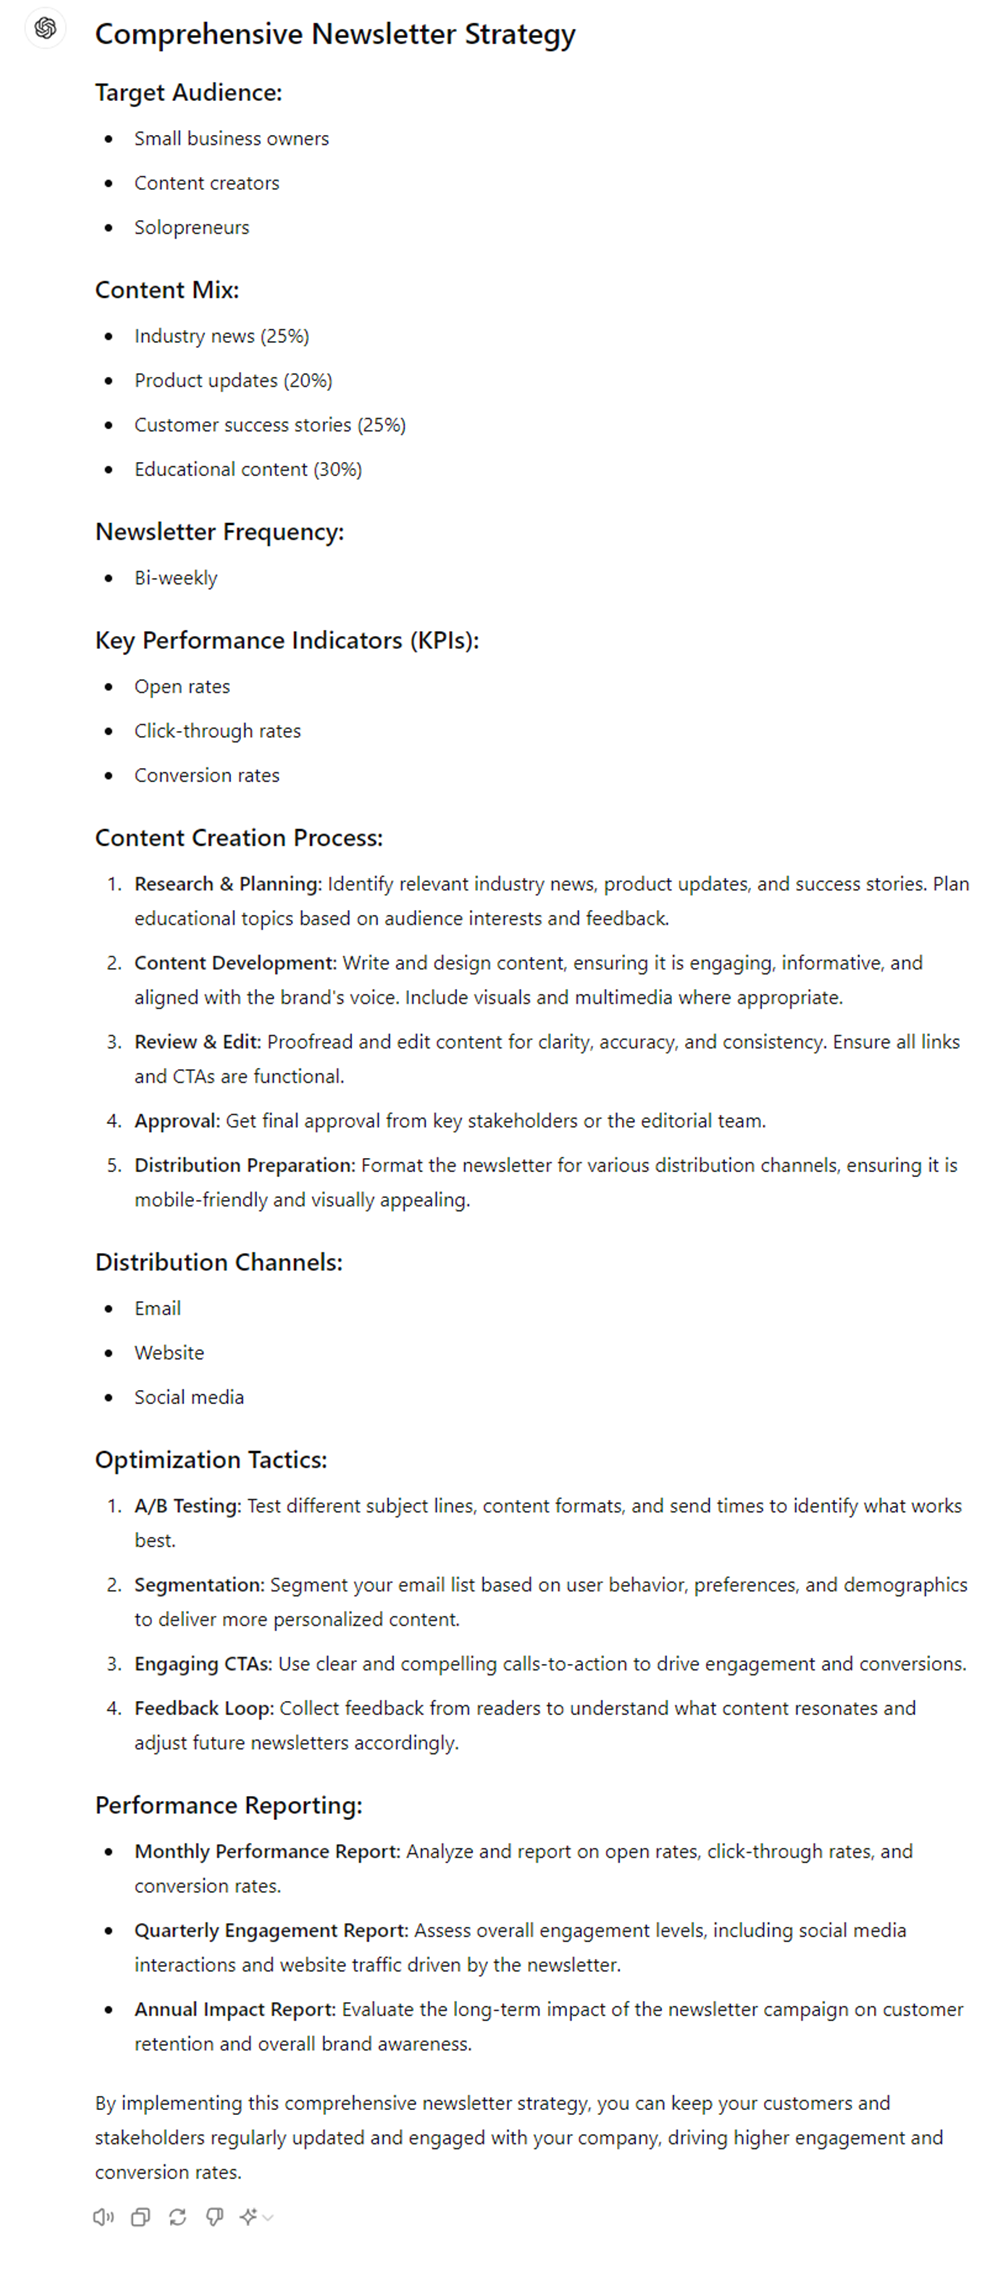 Comprehensive Newsletter Strategy
Target Audience:
Small business owners
Content creators
Solopreneurs
Content Mix:
Industry news (25%)
Product updates (20%)
Customer success stories (25%)
Educational content (30%)
Newsletter Frequency:
Bi-weekly
Key Performance Indicators (KPIs):
Open rates
Click-through rates
Conversion rates
Content Creation Process:
1. Research & Planning: Identify relevant industry news, product updates, and success stories. Plan
educational topics based on audience interests and feedback.
2. Content Development: Write and design content, ensuring it is engaging, informative, and
aligned with the brand's voice. Include visuals and multimedia where appropriate.
3. Review & Edit: Proofread and edit content for clarity, accuracy, and consistency. Ensure all links
and CTAs are functional.
4. Approval: Get final approval from key stakeholders or the editorial team.
5. Distribution Preparation: Format the newsletter for various distribution channels, ensuring it is
mobile-friendly and visually appealing.
Distribution Channels:
Email
Website
Social media
Optimization Tactics:
1. A/B Testing: Test different subject lines, content formats, and send times to identify what works
best.
2. Segmentation: Segment your email list based on user behavior, preferences, and demographics
to deliver more personalized content.
3. Engaging CTAs: Use clear and compelling calls-to-action to drive engagement and conversions.
4. Feedback Loop: Collect feedback from readers to understand what content resonates and
adjust future newsletters accordingly.
Performance Reporting:
Monthly Performance Report: Analyze and report on open rates, click-through rates, and
conversion rates.
Quarterly Engagement Report: Assess overall engagement levels, including social media
interactions and website traffic driven by the newsletter.
Annual Impact Report: Evaluate the long-term impact of the newsletter campaign on customer
retention and overall brand awareness.
By implementing this comprehensive newsletter strategy, you can keep your customers and
stakeholders regularly updated and engaged with your company, driving higher engagement and
conversion rates.